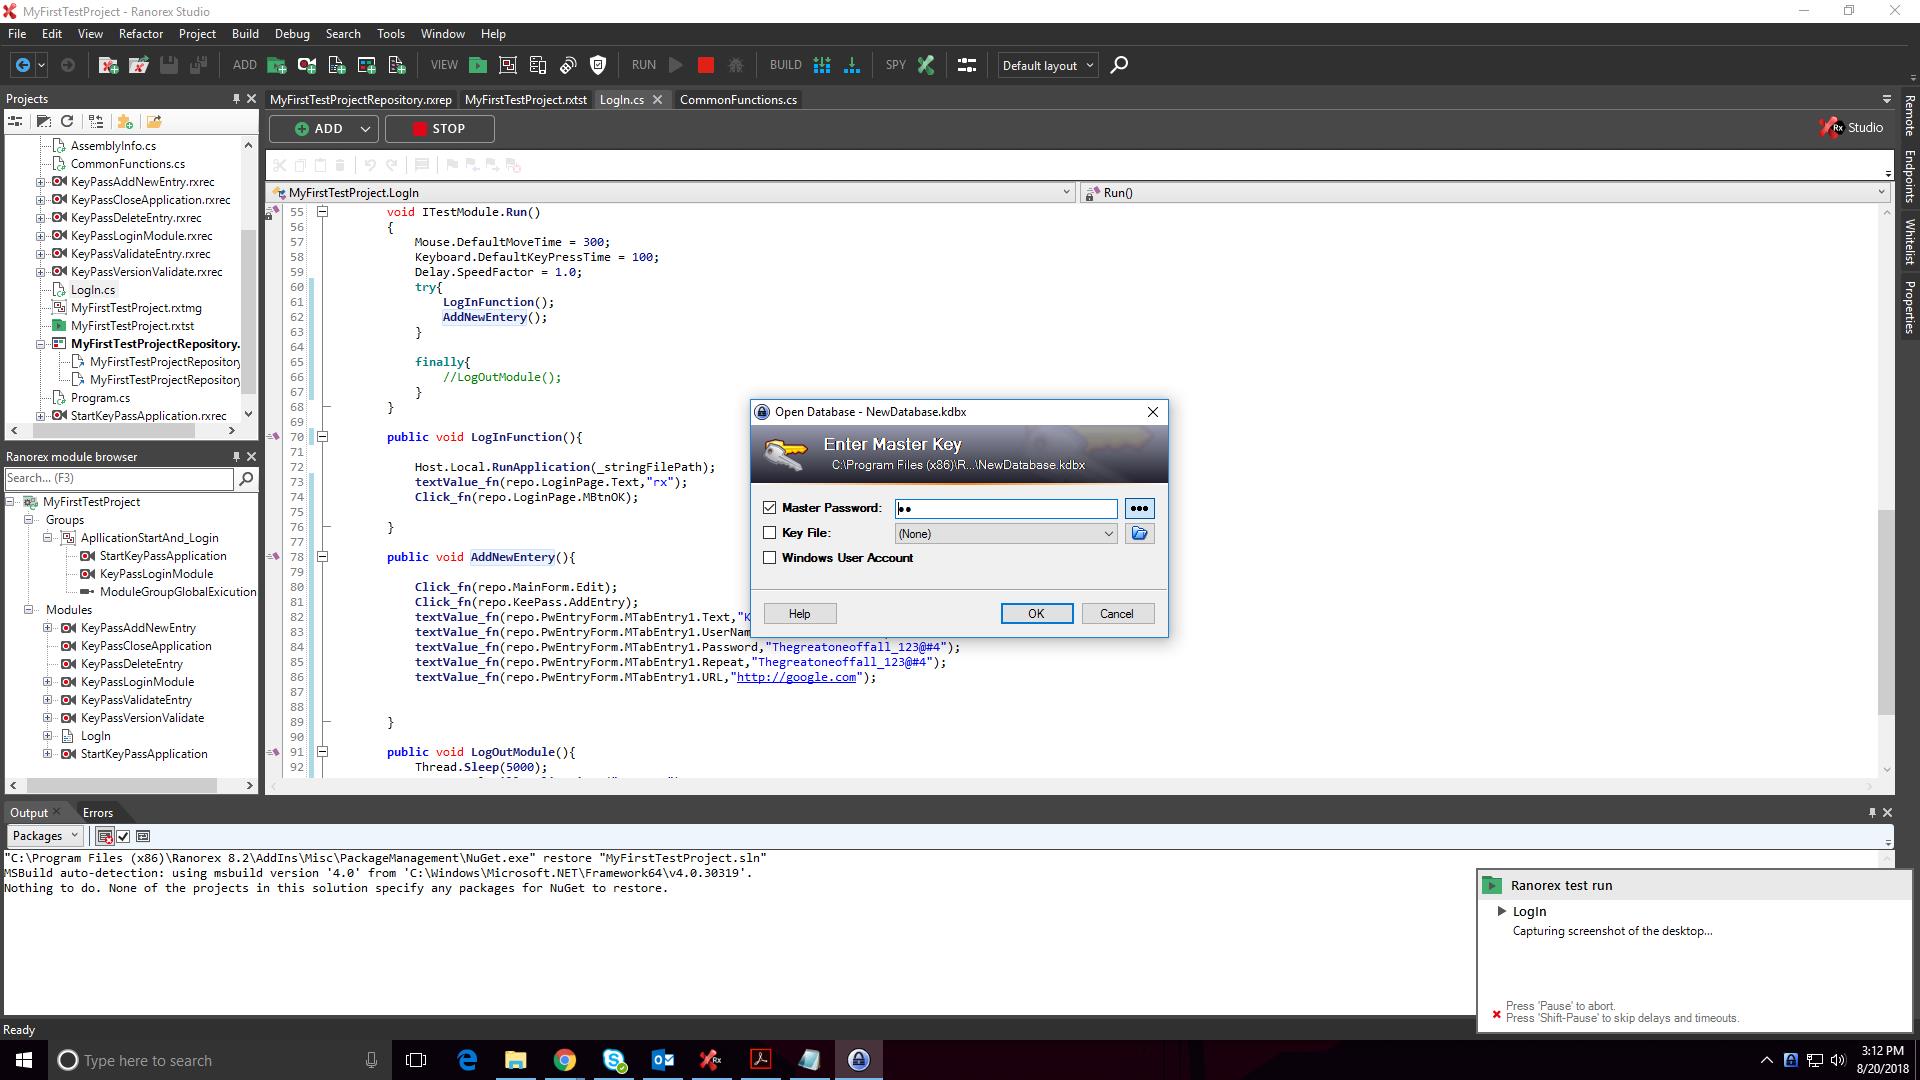 MyFirstTestProject - Ranorex Studio
File Edit View Refactor Project Build Debug Search Tools Window Help
ADD VIEW RUN BUILD SPY Default layout
Projects
MyFirstTestProjectRepository.rxrep MyFirstTestProject.rxtst LogIn.cs CommonFunctions.cs
ADD STOP
Rx Studio
Remote
Endpoints
Whitelist
Properties
AssemblyInfo.cs
CommonFunctions.cs
KeyPassAddNewEntry.rxrec
KeyPassCloseApplication.rxrec
KeyPassDeleteEntry.rxrec
KeyPassLoginModule.rxrec
KeyPassValidateEntry.rxrec
KeyPassVersionValidate.rxrec
LogIn.cs
MyFirstTestProject.rxtmg
MyFirstTestProject.rxtst
MyFirstTestProjectRepository.
MyFirstTestProjectRepository
MyFirstTestProjectRepository
Program.cs
StartKeyPassApplication.rxrec
Ranorex module browser
Search... (F3)
MyFirstTestProject
Groups
ApllicationStartAnd_Login
StartKeyPassApplication
KeyPassLoginModule
ModuleGroupGlobalExicution
Modules
KeyPassAddNewEntry
KeyPassCloseApplication
KeyPassDeleteEntry
KeyPassLoginModule
KeyPassValidateEntry
KeyPassVersionValidate
LogIn
StartKeyPassApplication
MyFirstTestProject.LogIn Run()
55 void ITestModule.Run()
56 {
57 Mouse.DefaultMoveTime = 300;
58 Keyboard.DefaultKeyPressTime = 100;
59 Delay.SpeedFactor = 1.0;
60 try{
61 LogInFunction();
62 AddNewEntery();
63 }
64
65 finally{
66 //LogOutModule();
67 }
68 }
69
70 public void LogInFunction(){
71
72 Host.Local.RunApplication(_stringFilePath);
73 textValue_fn(repo.LoginPage.Text,"rx");
74 Click_fn(repo.LoginPage.MBtnOK);
75
76 }
77
78 public void AddNewEntery(){
79
80 Click_fn(repo.MainForm.Edit);
81 Click_fn(repo.KeePass.AddEntry);
82 textValue_fn(repo.PwEntryForm.MTabEntry1.Text,"K
83 textValue_fn(repo.PwEntryForm.MTabEntry1.UserNam
84 textValue_fn(repo.PwEntryForm.MTabEntry1.Password,"Thegreatoneoffall_123@#4");
85 textValue_fn(repo.PwEntryForm.MTabEntry1.Repeat,"Thegreatoneoffall_123@#4");
86 textValue_fn(repo.PwEntryForm.MTabEntry1.URL,"http://google.com");
87
88
89 }
90
91 public void LogOutModule(){
92 Thread.Sleep(5000);
Open Database - NewDatabase.kdbx
Enter Master Key
C:\Program Files (x86)\R...\NewDatabase.kdbx
Master Password: ●●
Key File: (None)
Windows User Account
Help OK Cancel
Output Errors
Packages
"C:\Program Files (x86)\Ranorex 8.2\AddIns\Misc\PackageManagement\NuGet.exe" restore "MyFirstTestProject.sln"
MSBuild auto-detection: using msbuild version '4.0' from 'C:\Windows\Microsoft.NET\Framework64\v4.0.30319'.
Nothing to do. None of the projects in this solution specify any packages for NuGet to restore.
Ranorex test run
LogIn
Capturing screenshot of the desktop...
Press 'Pause' to abort.
Press 'Shift-Pause' to skip delays and timeouts.
Ready
Type here to search
3:12 PM
8/20/2018